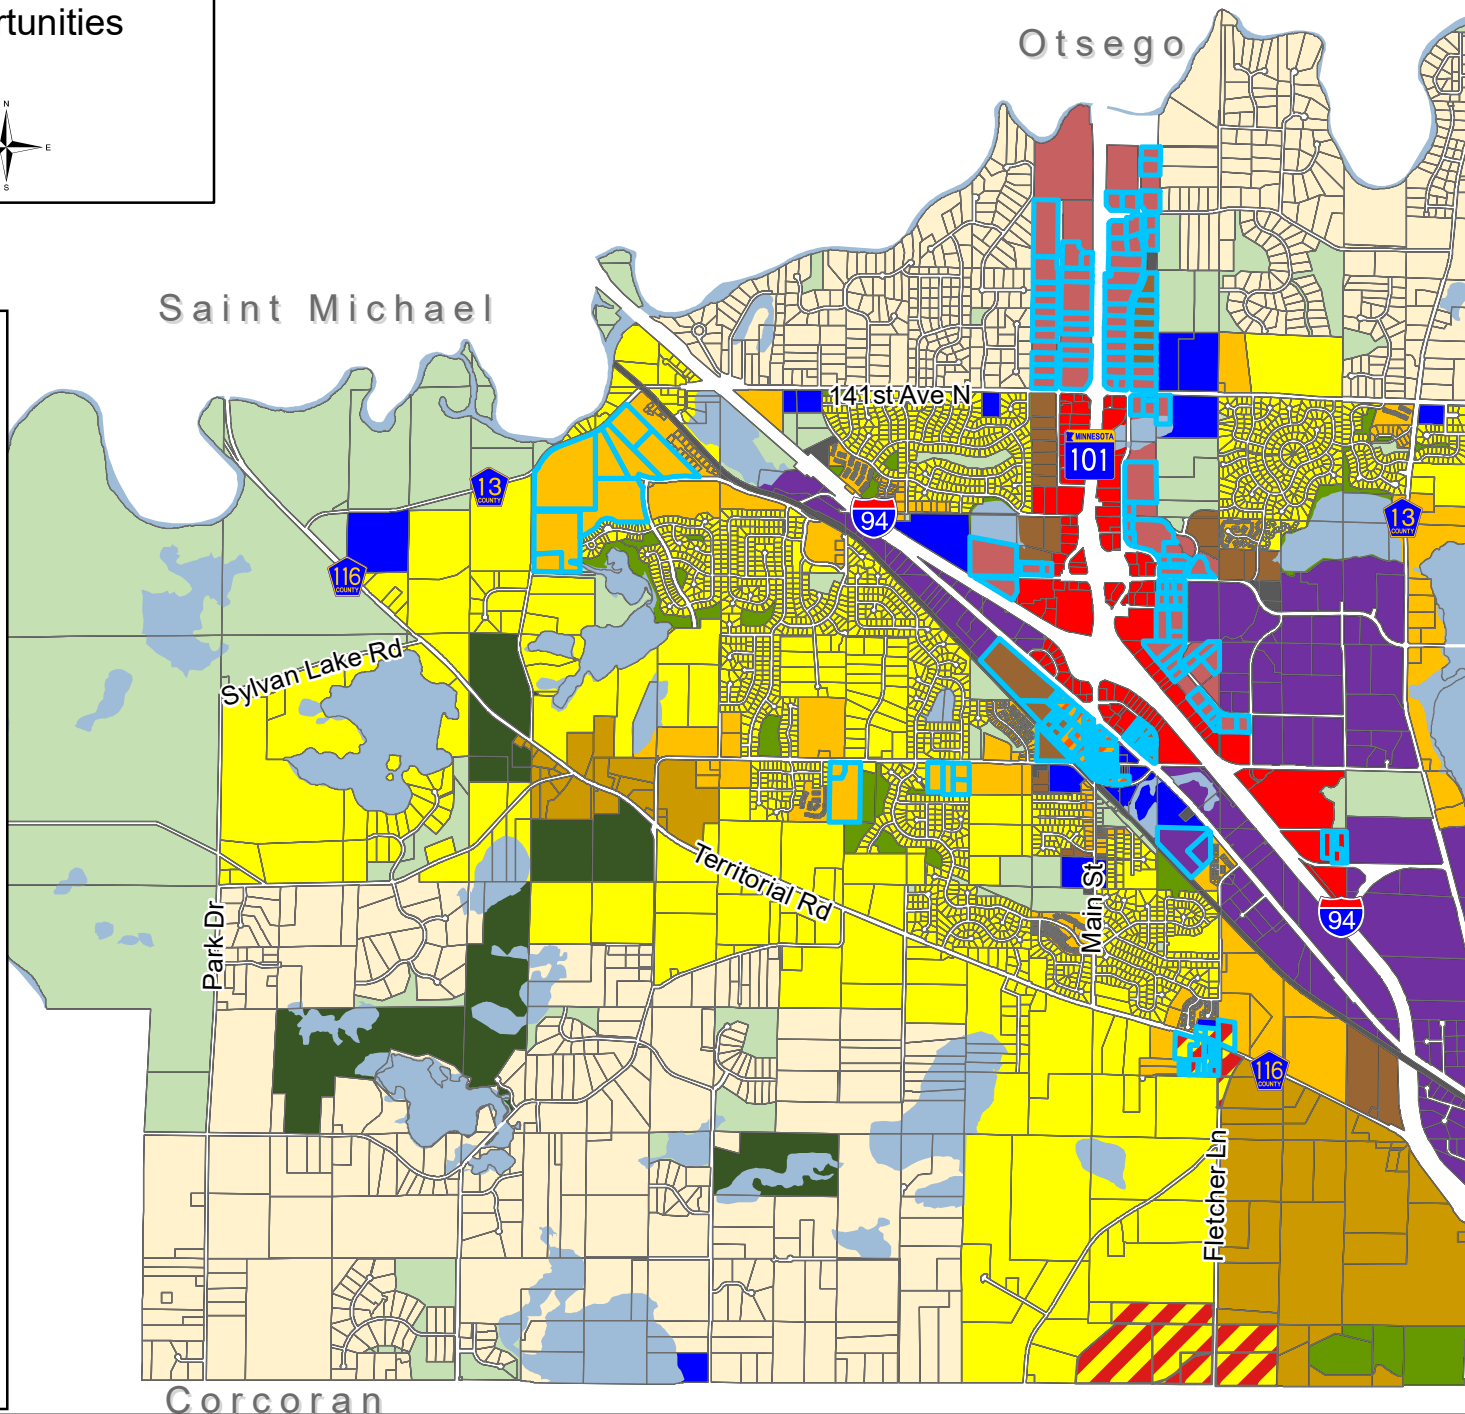 rtunities
N
E
S
Otsego
Saint Michael
141st Ave N
MINNESOTA
101
13
COUNTY
94
13
COUNTY
116
COUNTY
Sylvan Lake Rd
Territorial Rd
Main St
94
Park Dr
116
COUNTY
Fletcher Ln
Corcoran